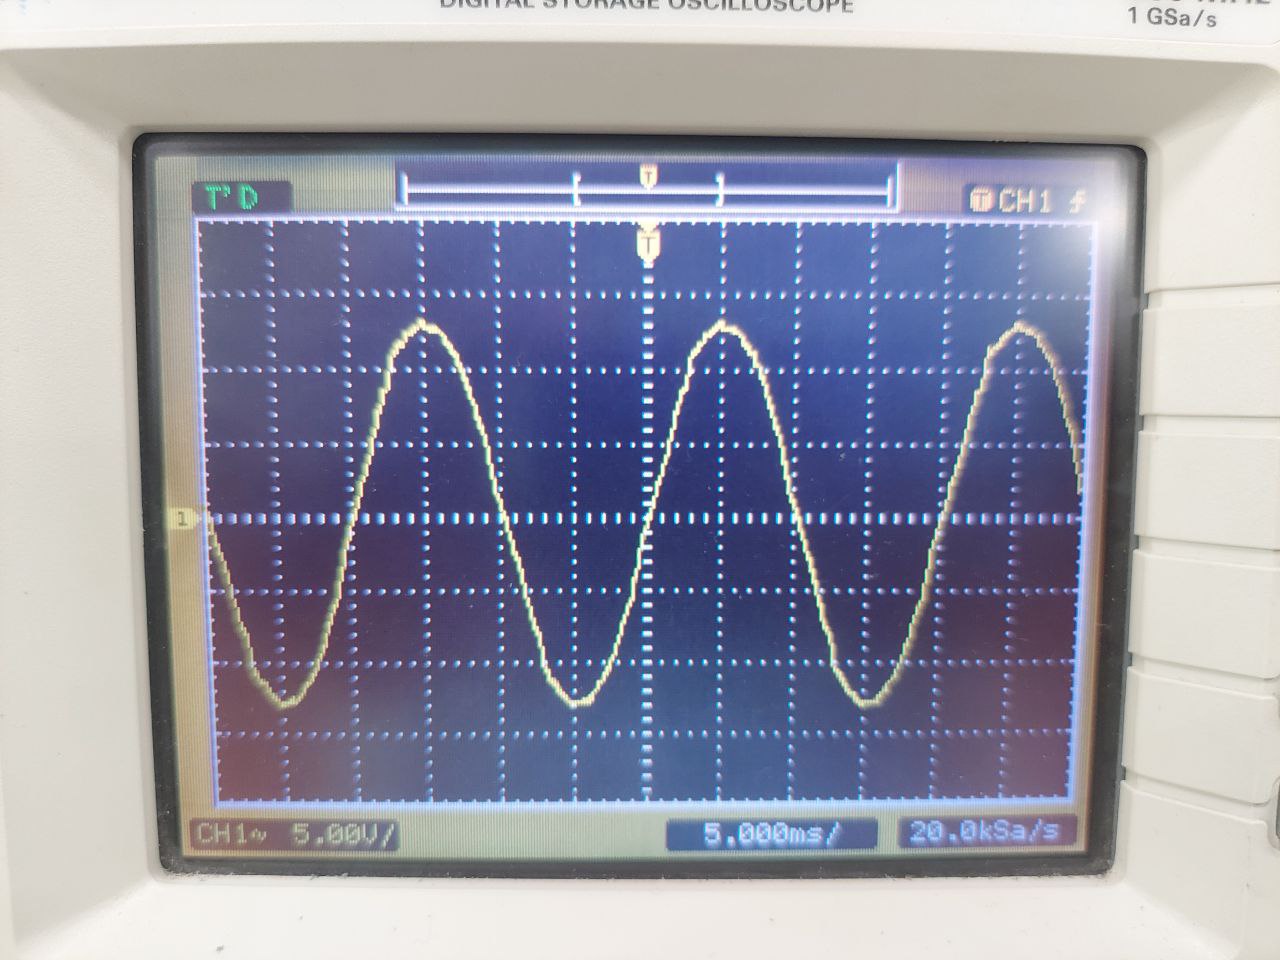 DIGITAL STORAGE OSCILLOSCOPE
1 GSa/s
T'D
T
T CH1
T
1
CH1~ 5.00V/
5.000ms/
20.0kSa/s